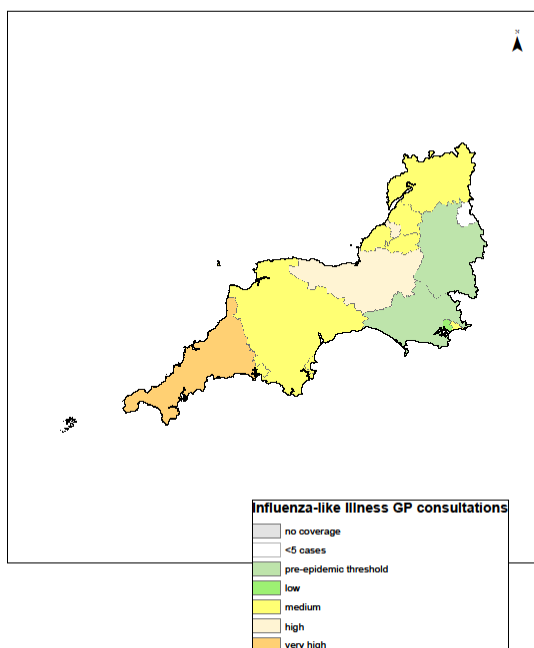 N
Influenza-like Illness GP consultations
no coverage
<5 cases
pre-epidemic threshold
low
medium
high
very high